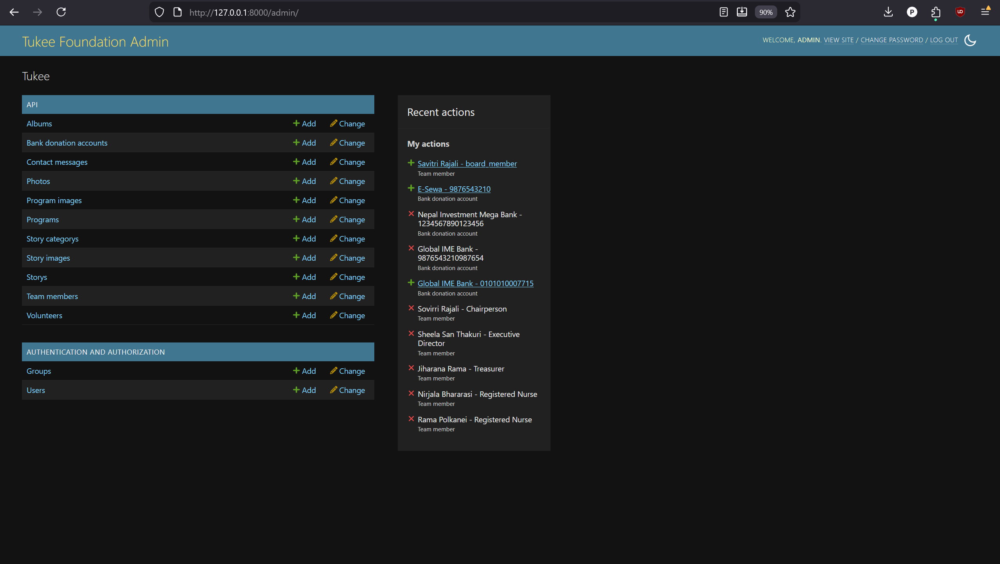 http://127.0.0.1:8000/admin/
90%
Tukee Foundation Admin
WELCOME, ADMIN. VIEW SITE / CHANGE PASSWORD / LOG OUT
Tukee
API
Albums Add Change
Bank donation accounts Add Change
Contact messages Add Change
Photos Add Change
Program images Add Change
Programs Add Change
Story categorys Add Change
Story images Add Change
Storys Add Change
Team members Add Change
Volunteers Add Change
AUTHENTICATION AND AUTHORIZATION
Groups Add Change
Users Add Change
Recent actions
My actions
Savitri Rajali - board_member
Team member
E-Sewa - 9876543210
Bank donation account
Nepal Investment Mega Bank -
1234567890123456
Bank donation account
Global IME Bank -
9876543210987654
Bank donation account
Global IME Bank - 0101010007715
Bank donation account
Sovirri Rajali - Chairperson
Team member
Sheela San Thakuri - Executive
Director
Team member
Jiharana Rama - Treasurer
Team member
Nirjala Bhararasi - Registered Nurse
Team member
Rama Polkanei - Registered Nurse
Team member